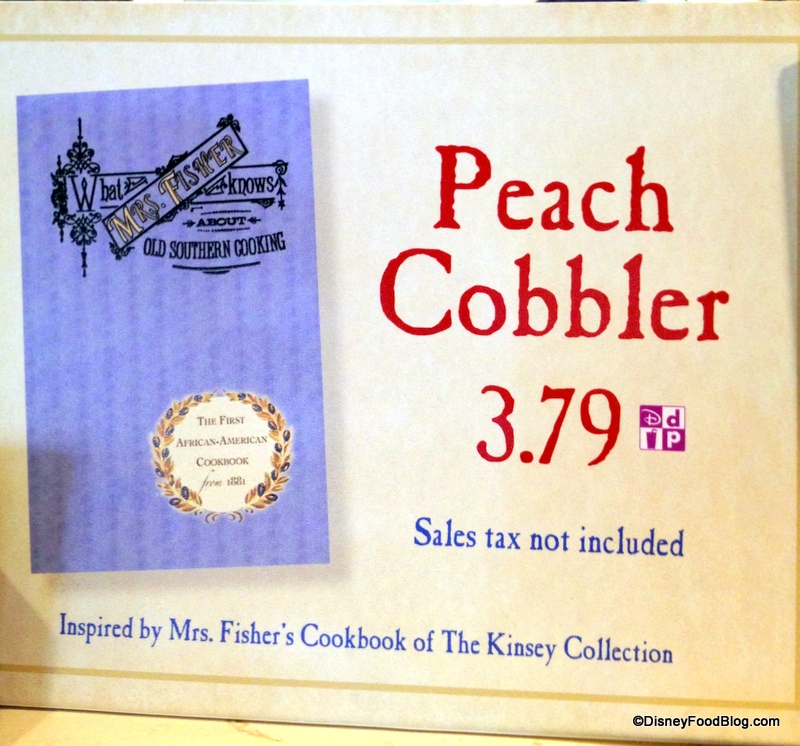 What Mrs. Fisher Knows
About
Old Southern Cooking
The First
African-American
Cookbook
from 1881
Peach
Cobbler
3.79
D d
P
Sales tax not included
Inspired by Mrs. Fisher's Cookbook of The Kinsey Collection
©DisneyFoodBlog.com